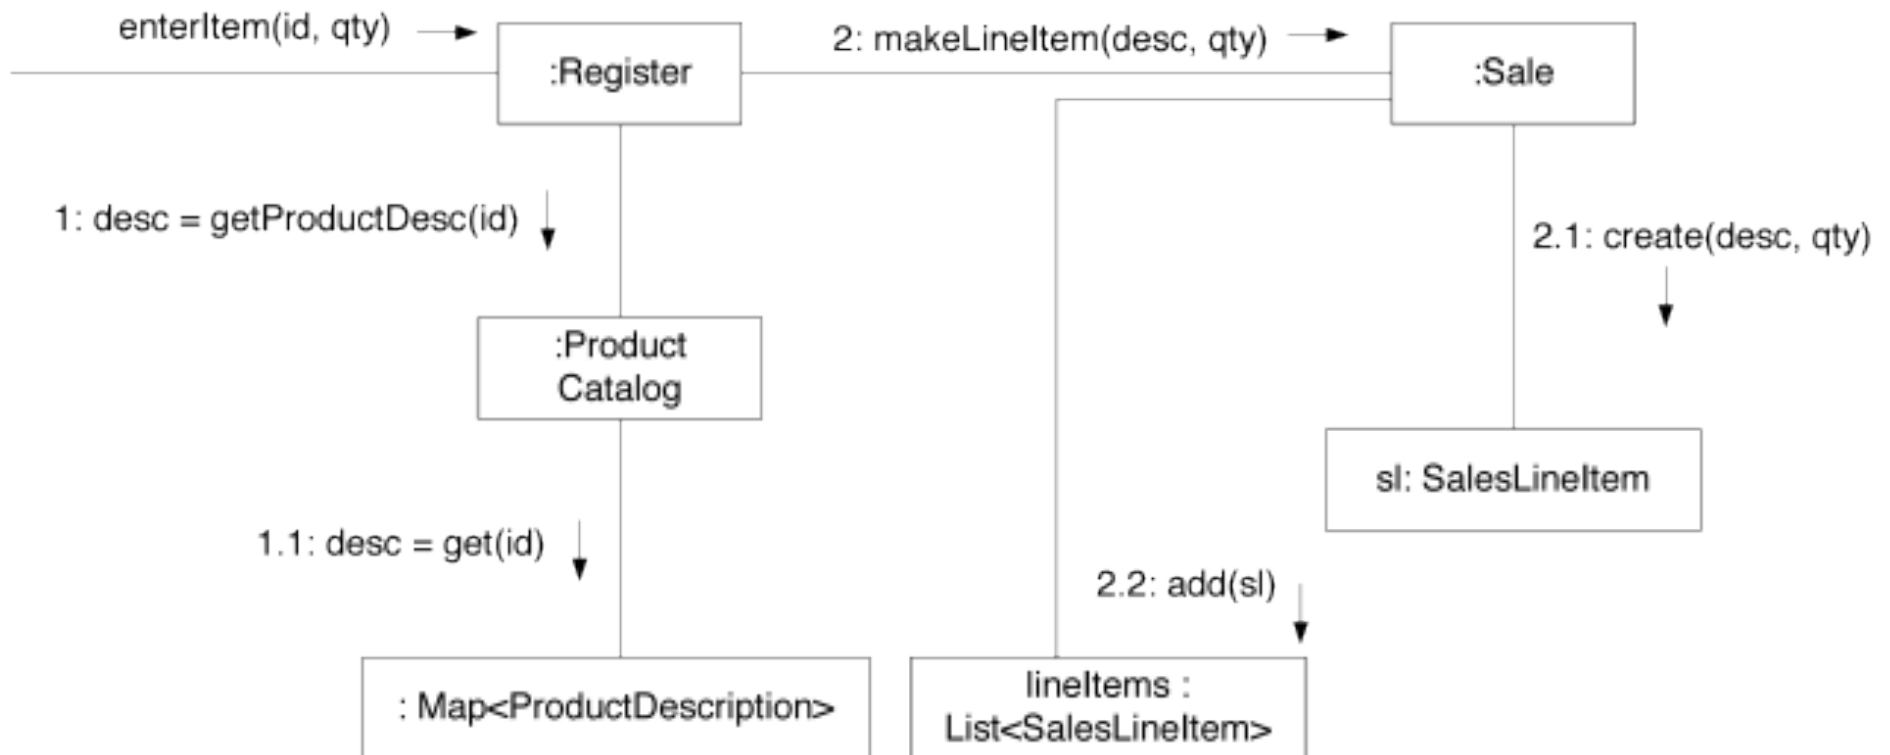 enterItem(id, qty)
2: makeLineItem(desc, qty)
:Register
:Sale
1: desc = getProductDesc(id)
2.1: create(desc, qty)
:Product
Catalog
sl: SalesLineItem
1.1: desc = get(id)
2.2: add(sl)
: Map<ProductDescription>
lineItems :
List<SalesLineItem>